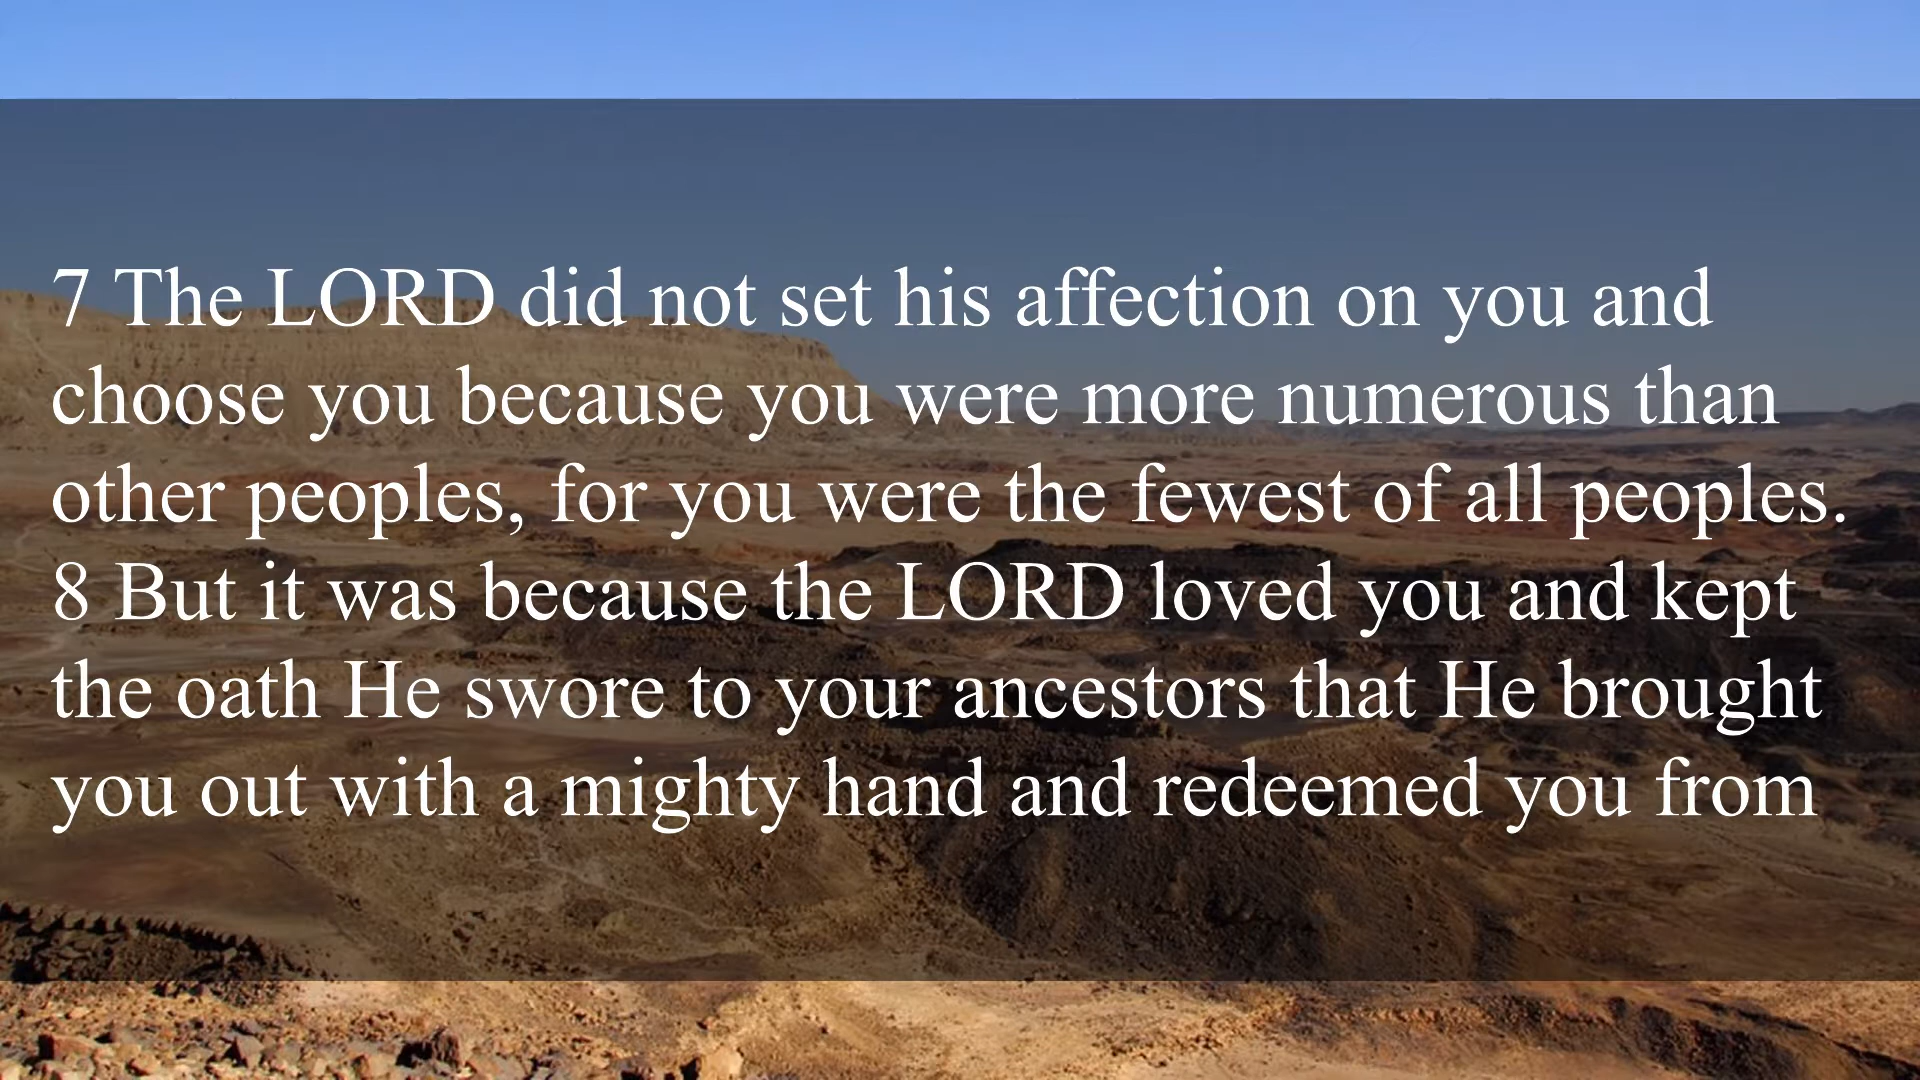 7 The LORD did not set his affection on you and
choose you because you were more numerous than
other peoples, for you were the fewest of all peoples.
8 But it was because the LORD loved you and kept
the oath He swore to your ancestors that He brought
you out with a mighty hand and redeemed you from